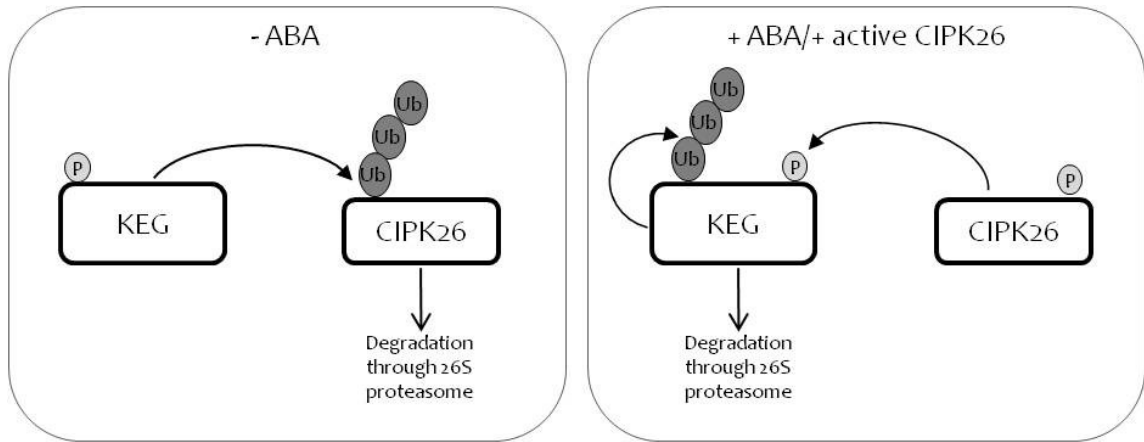 - ABA
Ub
Ub
Ub
P
KEG
CIPK26
Degradation
through 26S
proteasome
+ ABA/+ active CIPK26
Ub
Ub
Ub
P
P
KEG
CIPK26
Degradation
through 26S
proteasome